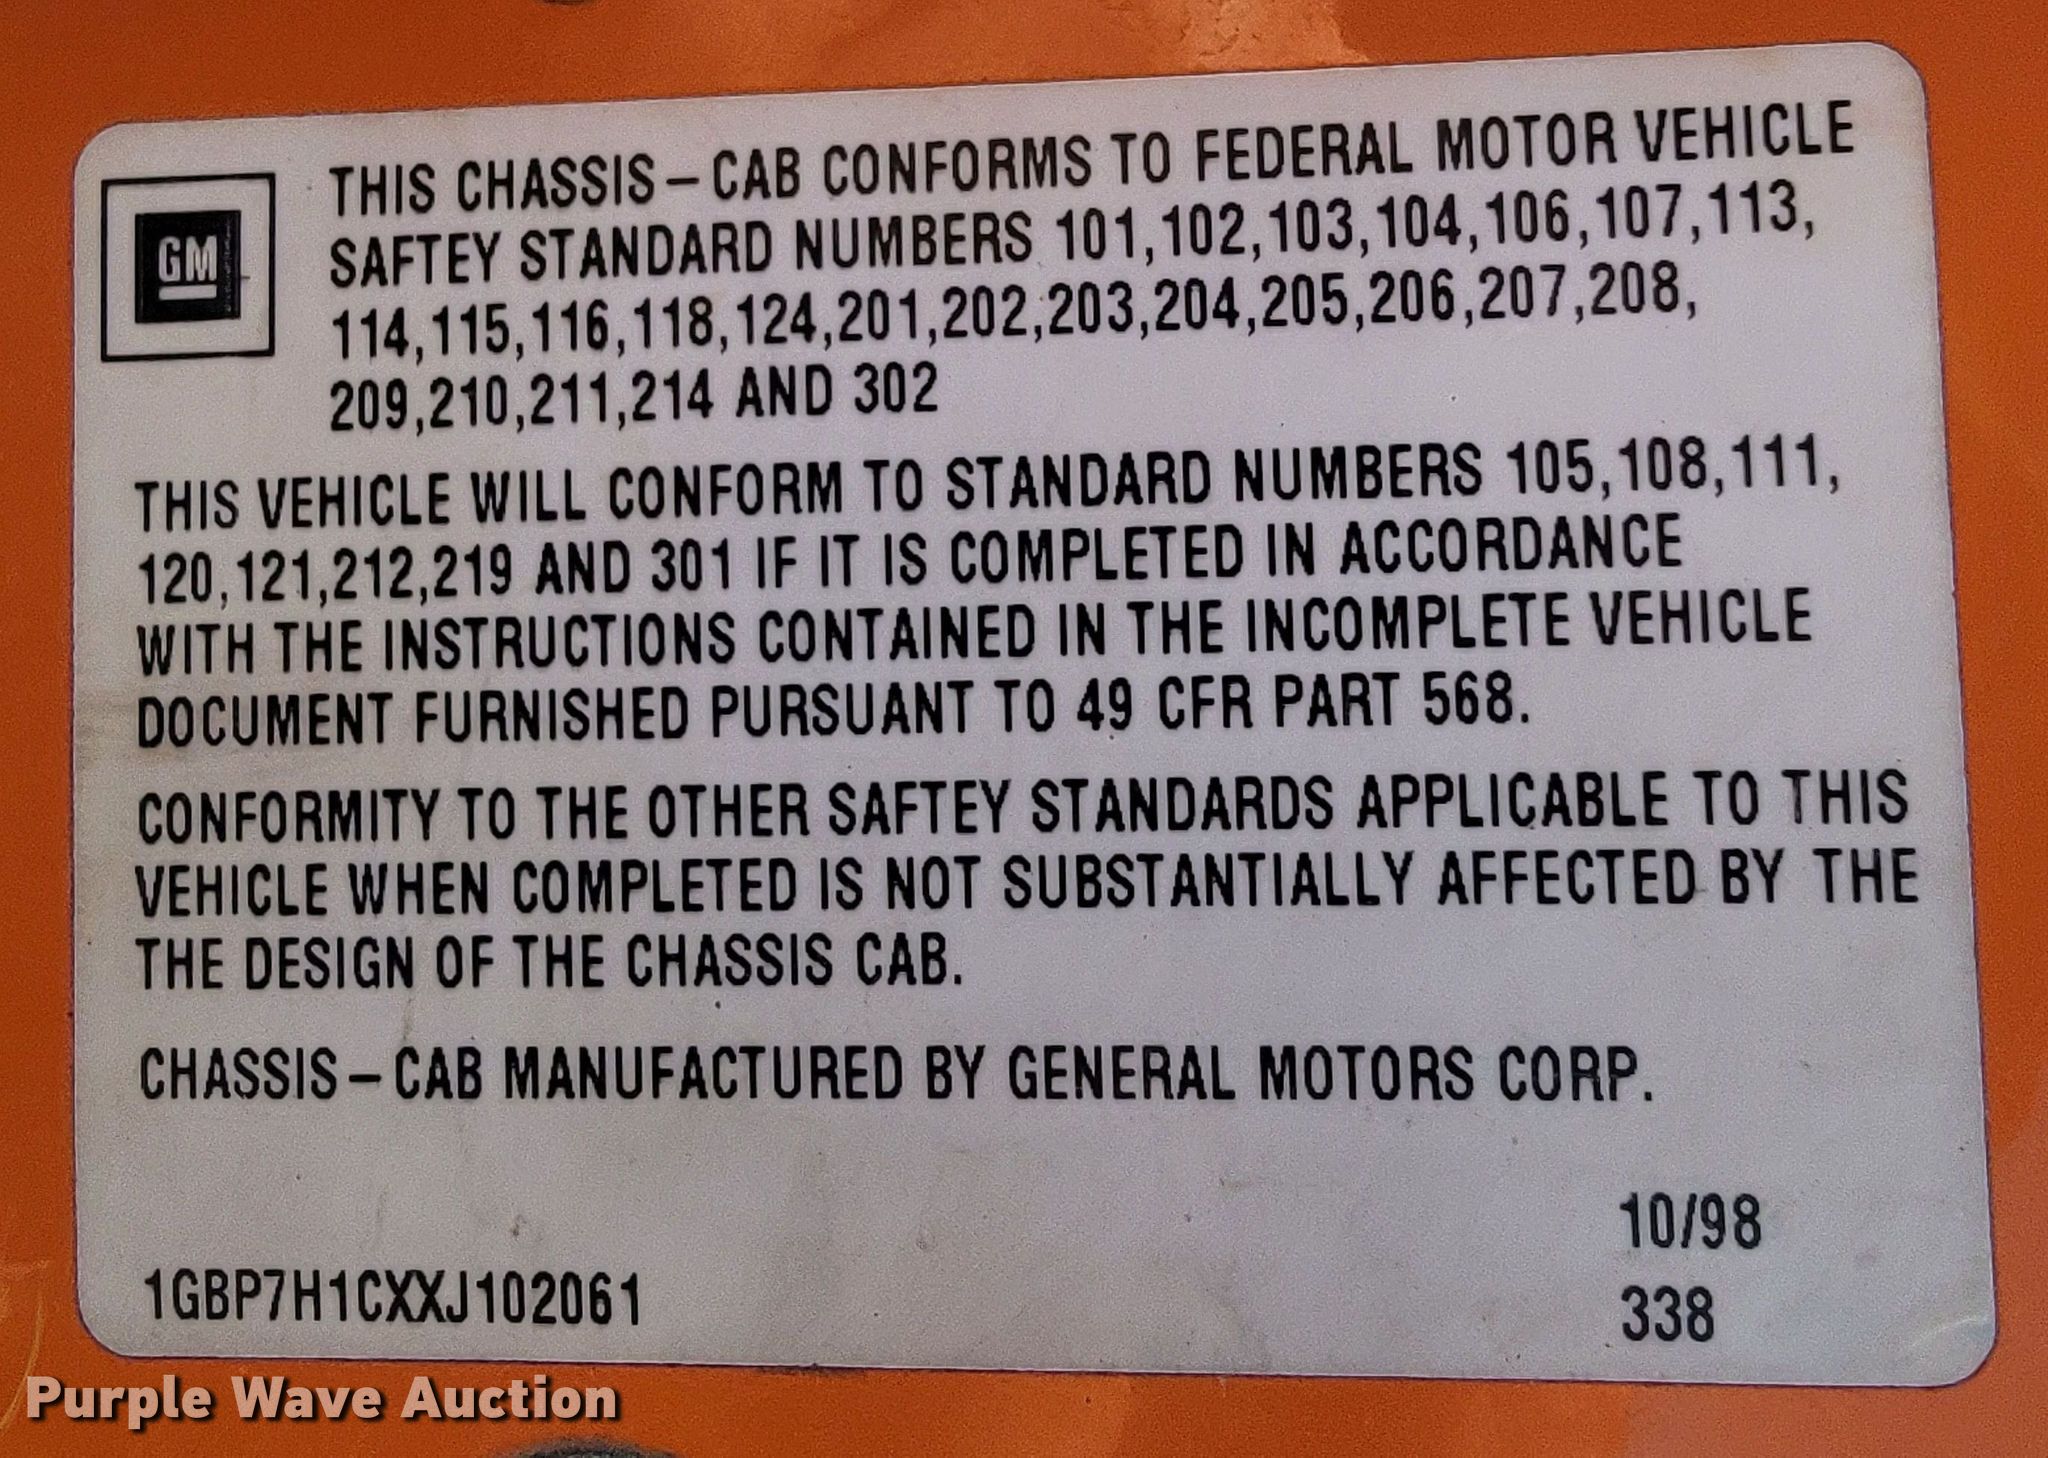 GM
THIS CHASSIS-CAB CONFORMS TO FEDERAL MOTOR VEHICLE
SAFTEY STANDARD NUMBERS 101,102,103,104,106,107,113,
114,115,116,118,124,201,202,203,204,205,206,207,208,
209,210,211,214 AND 302
THIS VEHICLE WILL CONFORM TO STANDARD NUMBERS 105,108,111,
120,121,212,219 AND 301 IF IT IS COMPLETED IN ACCORDANCE
WITH THE INSTRUCTIONS CONTAINED IN THE INCOMPLETE VEHICLE
DOCUMENT FURNISHED PURSUANT TO 49 CFR PART 568.
CONFORMITY TO THE OTHER SAFTEY STANDARDS APPLICABLE TO THIS
VEHICLE WHEN COMPLETED IS NOT SUBSTANTIALLY AFFECTED BY THE
THE DESIGN OF THE CHASSIS CAB.
CHASSIS-CAB MANUFACTURED BY GENERAL MOTORS CORP.
10/98
1GBP7H1CXXJ102061
338
Purple Wave Auction